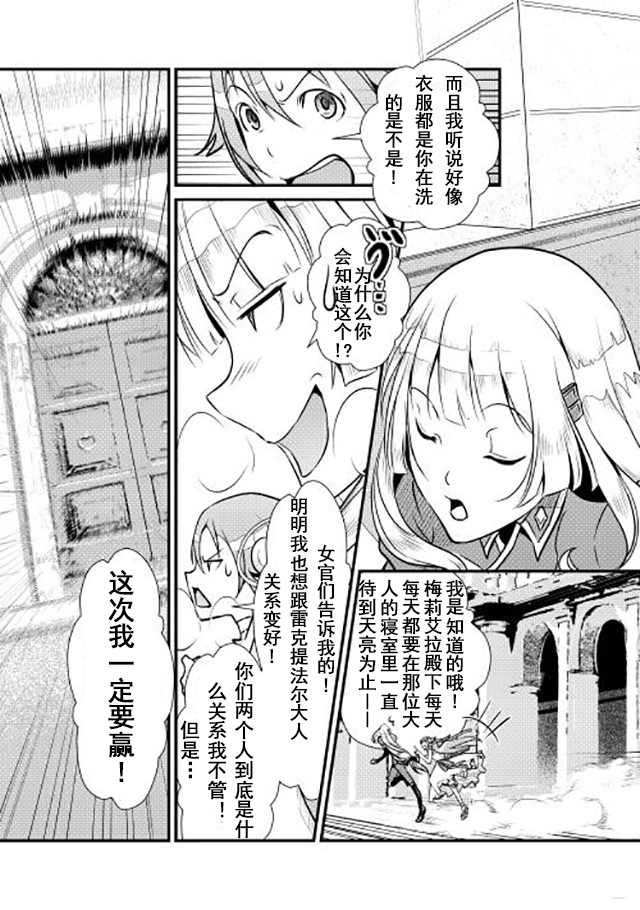 而且我听说好像
衣服都是你在洗
的是不是！
为什么你
会知道这个!?
我是知道的哦！
梅莉艾拉殿下每天
每天都要在那位大
人的寝室里一直
待到天亮为止——
女官们告诉我的！
明明我也想跟雷克提法尔大人
关系变好！
你们两个人到底是什
么关系我不管！
但是…
这次我一定要赢！